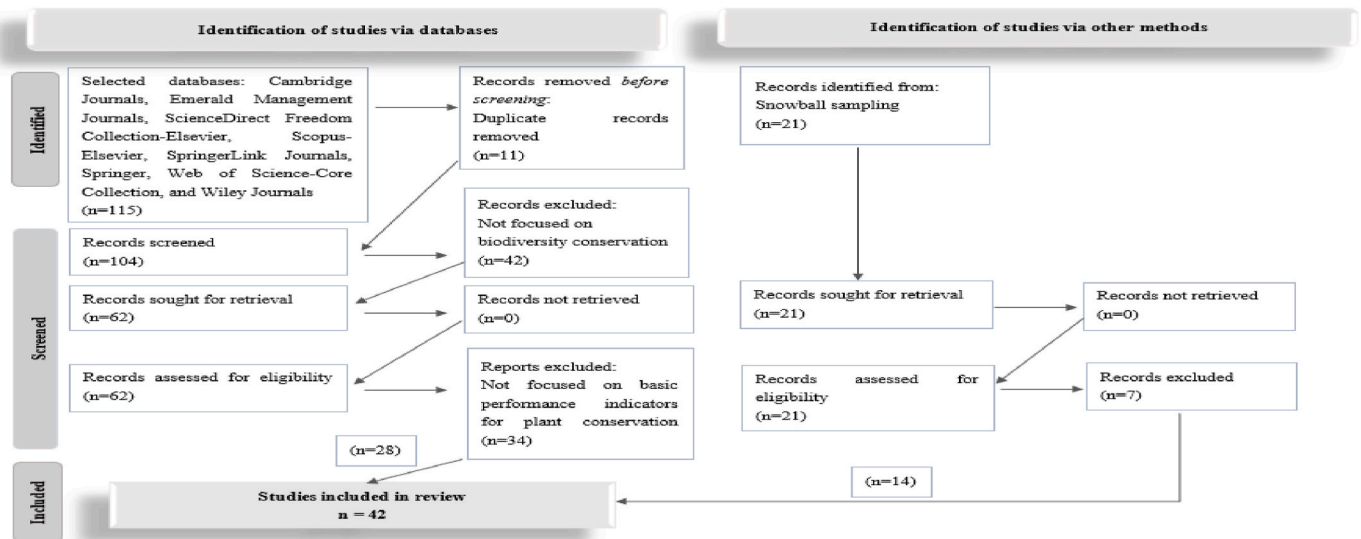 Identification of studies via databases
Identification of studies via other methods
Identified
Selected databases: Cambridge
Journals, Emerald Management
Journals, ScienceDirect Freedom
Collection-Elsevier, Scopus-
Elsevier, SpringerLink Journals,
Springer, Web of Science-Core
Collection, and Wiley Journals
(n=115)
Records removed before
screening:
Duplicate records
removed
(n=11)
Records identified from:
Snowball sampling
(n=21)
Screened
Records screened
(n=104)
Records excluded:
Not focused on
biodiversity conservation
(n=42)
Records sought for retrieval
(n=62)
Records not retrieved
(n=0)
Records sought for retrieval
(n=21)
Records not retrieved
(n=0)
Records assessed for eligibility
(n=62)
Reports excluded:
Not focused on basic
performance indicators
for plant conservation
(n=34)
Records assessed for
eligibility
(n=21)
Records excluded
(n=7)
(n=28)
(n=14)
Included
Studies included in review
n = 42